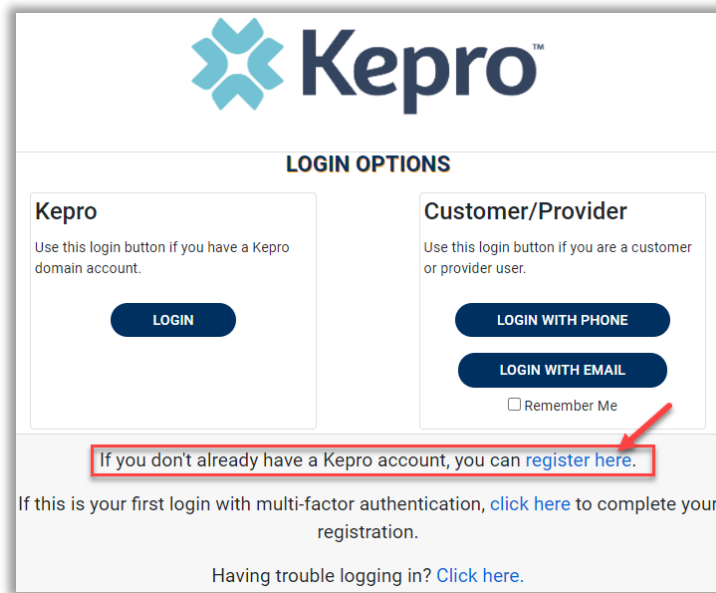 Kepro™
LOGIN OPTIONS
Kepro
Use this login button if you have a Kepro
domain account.
LOGIN
Customer/Provider
Use this login button if you are a customer
or provider user.
LOGIN WITH PHONE
LOGIN WITH EMAIL
Remember Me
If you don't already have a Kepro account, you can register here.
If this is your first login with multi-factor authentication, click here to complete your
registration.
Having trouble logging in? Click here.